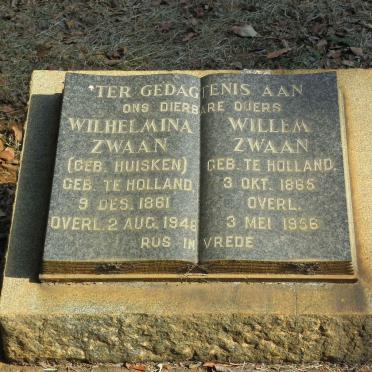 TER GEDAGTENIS AAN
ONS DIERBARE OUERS
WILHELMINA
ZWAAN
(GEB. HUISKEN)
GEB. TE HOLLAND
9 DES. 1861
OVERL. 2 AUG. 1948
WILLEM
ZWAAN
GEB. TE HOLLAND.
3 OKT. 1865
OVERL.
3 MEI 1956
RUS IN VREDE